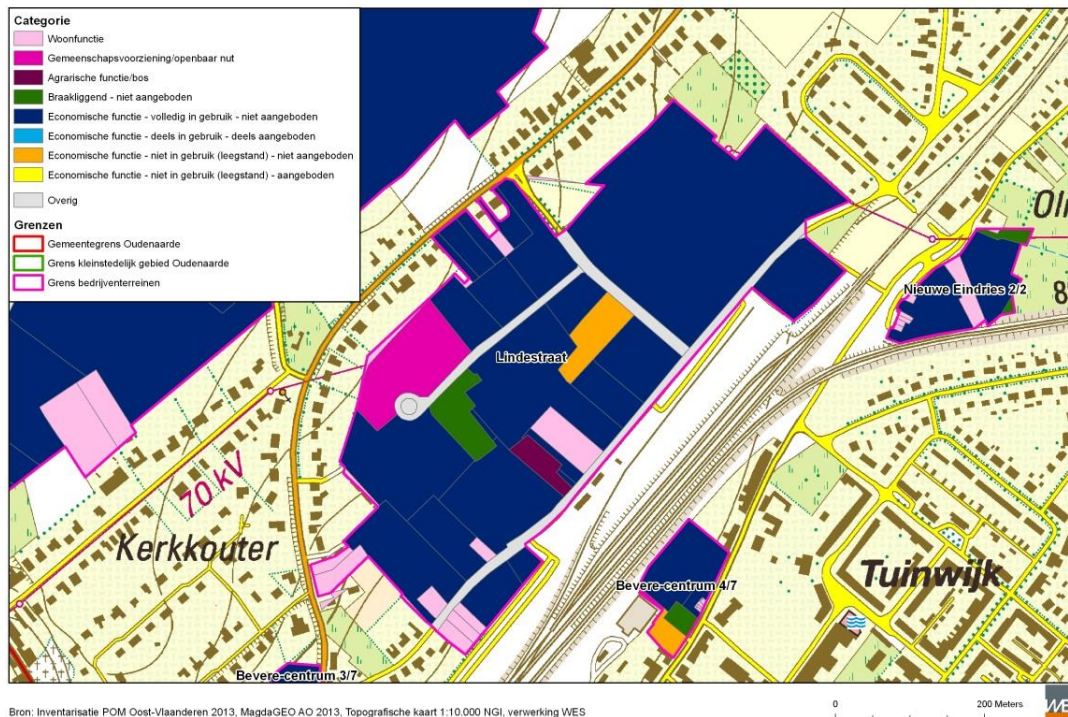 Categorie
Woonfunctie
Gemeenschapsvoorziening/openbaar nut
Agrarische functie/bos
Braakliggend - niet aangeboden
Economische functie - volledig in gebruik - niet aangeboden
Economische functie - deels in gebruik - deels aangeboden
Economische functie - niet in gebruik (leegstand) - niet aangeboden
Economische functie - niet in gebruik (leegstand) - aangeboden
Overig
Grenzen
Gemeentegrens Oudenaarde
Grens kleinstedelijk gebied Oudenaarde
Grens bedrijventerreinen
Nieuwe Eindries 2/2
8
Lindestraat
70 kV
Kerkkouter
Tuinwijk
Bevere-centrum 4/7
Bevere-centrum 3/7
Bron: Inventarisatie POM Oost-Vlaanderen 2013, MagdaGEO AO 2013, Topografische kaart 1:10.000 NGI, verwerking WES
0 200 Meters